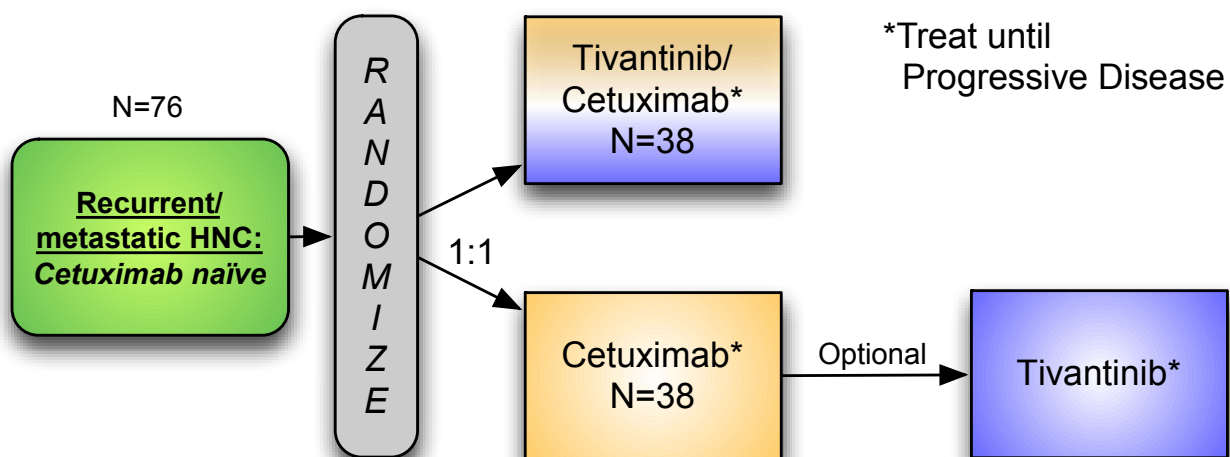 N=76
Recurrent/
metastatic HNC:
Cetuximab naïve
R
A
N
D
O
M
I
Z
E
1:1
Tivantinib/
Cetuximab*
N=38
*Treat until
Progressive Disease
Cetuximab*
N=38
Optional
Tivantinib*